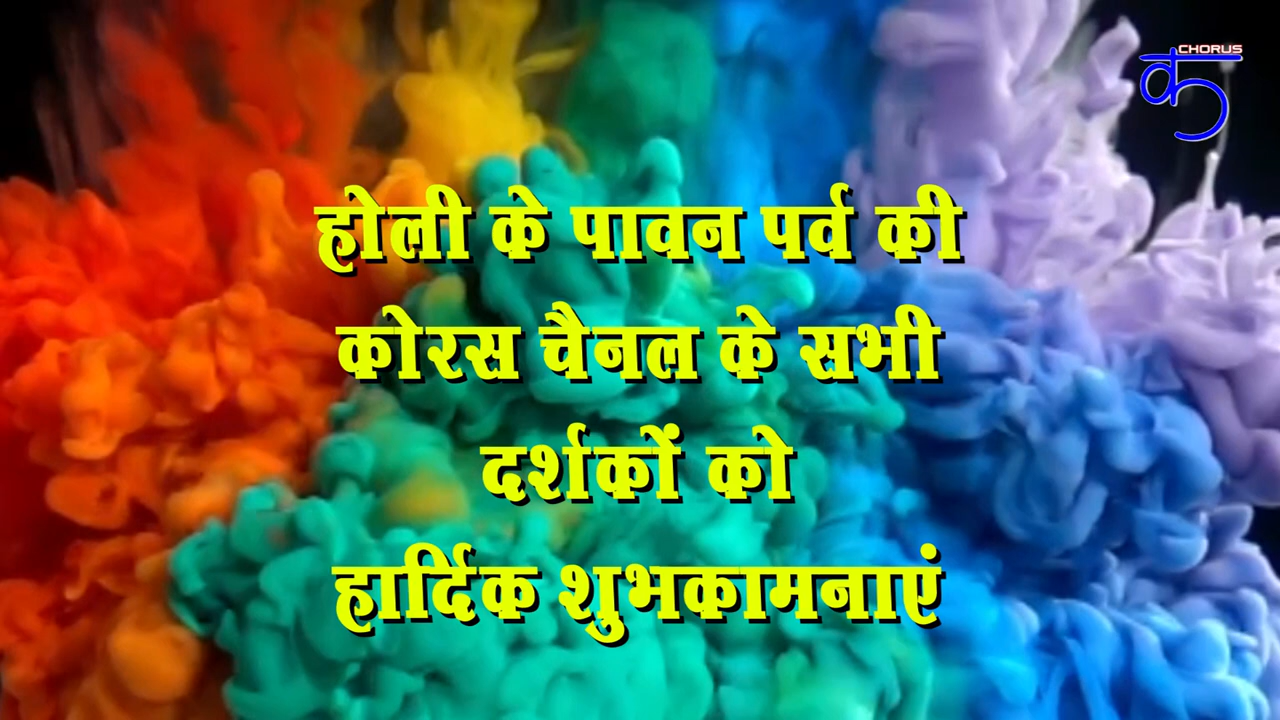 CHORUS
क
होली के पावन पर्व की
कोरस चैनल के सभी
दर्शकों को
हार्दिक शुभकामनाएं